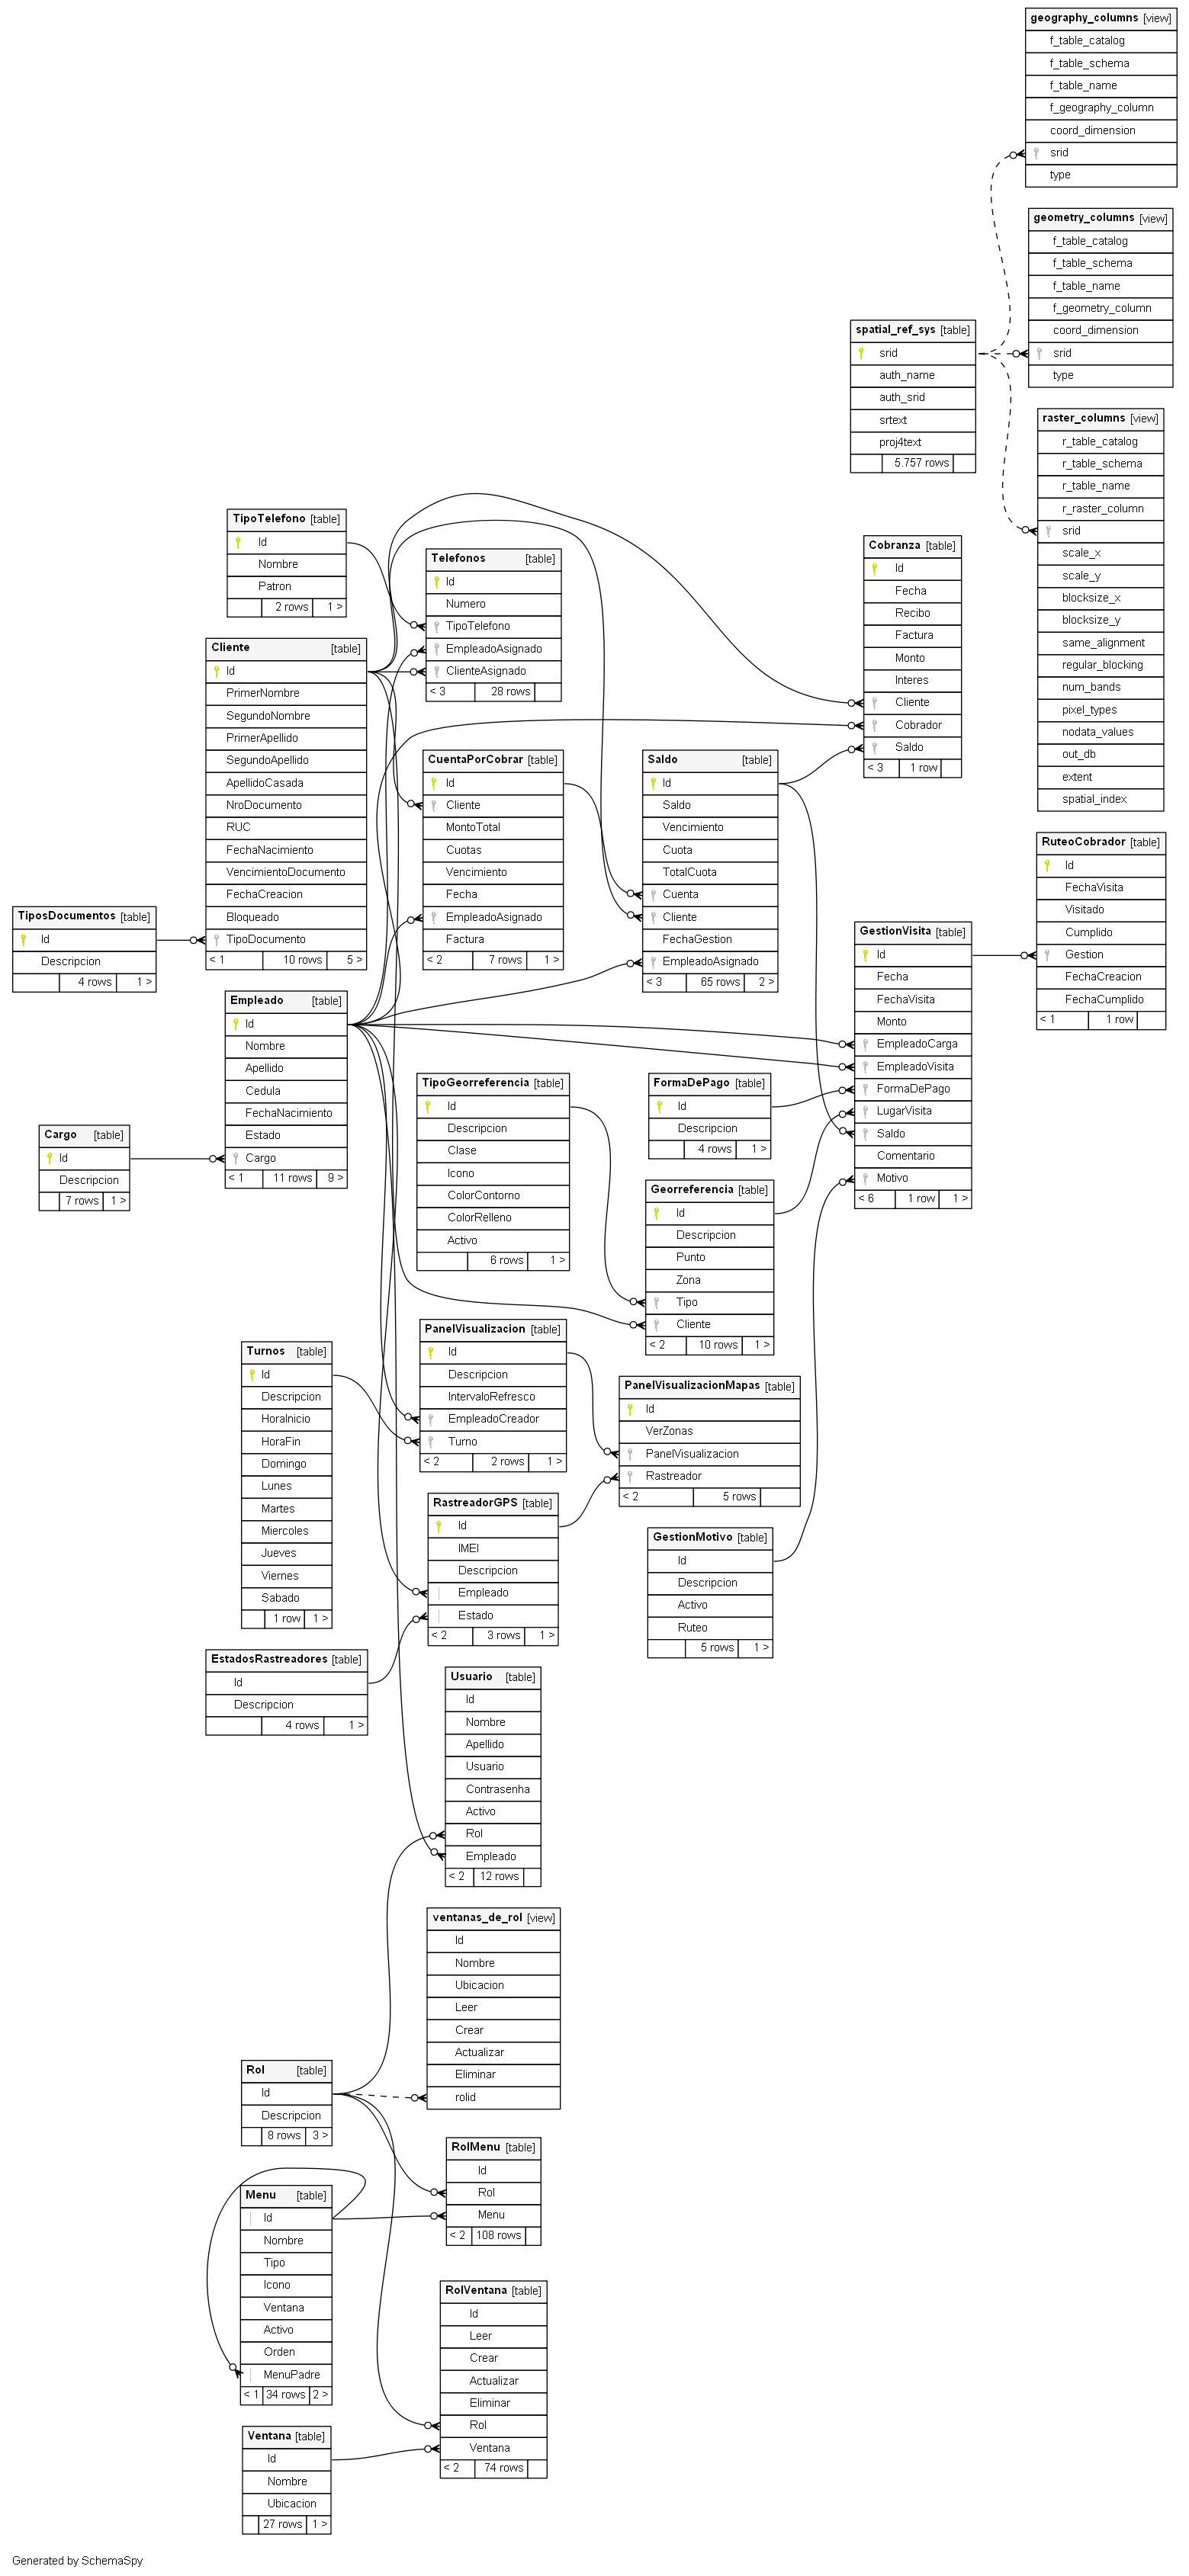 geography_columns [view]
f_table_catalog
f_table_schema
f_table_name
f_geography_column
coord_dimension
srid
type
geometry_columns [view]
f_table_catalog
f_table_schema
f_table_name
f_geometry_column
coord_dimension
srid
type
spatial_ref_sys [table]
srid
auth_name
auth_srid
srtext
proj4text
5.757 rows
raster_columns [view]
r_table_catalog
r_table_schema
r_table_name
r_raster_column
srid
scale_x
scale_y
blocksize_x
blocksize_y
same_alignment
regular_blocking
num_bands
pixel_types
nodata_values
out_db
extent
spatial_index
TipoTelefono [table]
Id
Nombre
Patron
2 rows 1 >
Telefonos [table]
Id
Numero
TipoTelefono
EmpleadoAsignado
ClienteAsignado
< 3 28 rows
Cobranza [table]
Id
Fecha
Recibo
Factura
Monto
Interes
Cliente
Cobrador
Saldo
< 3 1 row
Cliente [table]
Id
PrimerNombre
SegundoNombre
PrimerApellido
SegundoApellido
ApellidoCasada
NroDocumento
RUC
FechaNacimiento
VencimientoDocumento
FechaCreacion
Bloqueado
TipoDocumento
< 1 10 rows 5 >
CuentaPorCobrar [table]
Id
Cliente
MontoTotal
Cuotas
Vencimiento
Fecha
EmpleadoAsignado
Factura
< 2 7 rows 1 >
Saldo [table]
Id
Saldo
Vencimiento
Cuota
TotalCuota
Cuenta
Cliente
FechaGestion
EmpleadoAsignado
< 3 65 rows 2 >
RuteoCobrador [table]
Id
FechaVisita
Visitado
Cumplido
Gestion
FechaCreacion
FechaCumplido
< 1 1 row
TiposDocumentos [table]
Id
Descripcion
4 rows 1 >
GestionVisita [table]
Id
Fecha
FechaVisita
Monto
EmpleadoCarga
EmpleadoVisita
FormaDePago
LugarVisita
Saldo
Comentario
Motivo
< 6 1 row 1 >
Empleado [table]
Id
Nombre
Apellido
Cedula
FechaNacimiento
Estado
Cargo
< 1 11 rows 9 >
Cargo [table]
Id
Descripcion
7 rows 1 >
TipoGeorreferencia [table]
Id
Descripcion
Clase
Icono
ColorContorno
ColorRelleno
Activo
6 rows 1 >
FormaDePago [table]
Id
Descripcion
4 rows 1 >
Georreferencia [table]
Id
Descripcion
Punto
Zona
Tipo
Cliente
< 2 10 rows 1 >
PanelVisualizacion [table]
Id
Descripcion
IntervaloRefresco
EmpleadoCreador
Turno
< 2 2 rows 1 >
Turnos [table]
Id
Descripcion
HoraInicio
HoraFin
Domingo
Lunes
Martes
Miercoles
Jueves
Viernes
Sabado
1 row 1 >
PanelVisualizacionMapas [table]
Id
VerZonas
PanelVisualizacion
Rastreador
< 2 5 rows
RastreadorGPS [table]
Id
IMEI
Descripcion
Empleado
Estado
< 2 3 rows 1 >
GestionMotivo [table]
Id
Descripcion
Activo
Ruteo
5 rows 1 >
EstadosRastreadores [table]
Id
Descripcion
4 rows 1 >
Usuario [table]
Id
Nombre
Apellido
Usuario
Contrasenha
Activo
Rol
Empleado
< 2 12 rows
ventanas_de_rol [view]
Id
Nombre
Ubicacion
Leer
Crear
Actualizar
Eliminar
rolid
Rol [table]
Id
Descripcion
8 rows 3 >
RolMenu [table]
Id
Rol
Menu
< 2 108 rows
Menu [table]
Id
Nombre
Tipo
Icono
Ventana
Activo
Orden
MenuPadre
< 1 34 rows 2 >
RolVentana [table]
Id
Leer
Crear
Actualizar
Eliminar
Rol
Ventana
< 2 74 rows
Ventana [table]
Id
Nombre
Ubicacion
27 rows 1 >
Generated by SchemaSpy